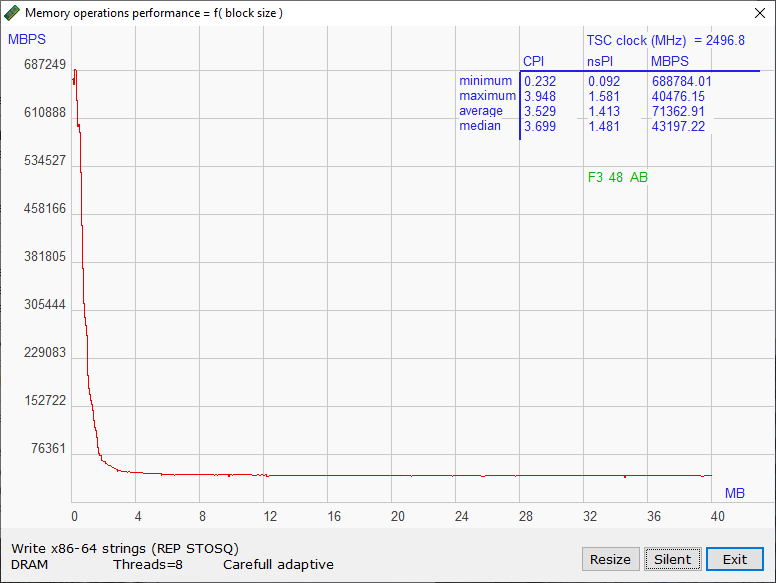 Memory operations performance = f( block size )
MBPS
TSC clock (MHz) = 2496.8
CPI nsPI MBPS
minimum 0.232 0.092 688784.01
maximum 3.948 1.581 40476.15
average 3.529 1.413 71362.91
median 3.699 1.481 43197.22
F3 48 AB
687249
610888
534527
458166
381805
305444
229083
152722
76361
MB
0 4 8 12 16 20 24 28 32 36 40
Write x86-64 strings (REP STOSQ)
DRAM Threads=8 Carefull adaptive
Resize Silent Exit